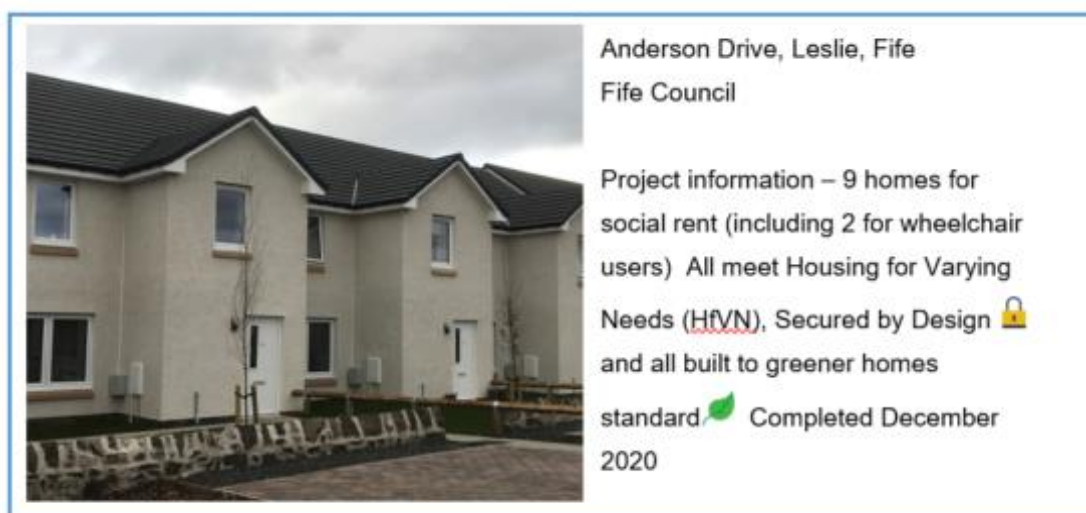 Anderson Drive, Leslie, Fife
Fife Council
Project information – 9 homes for
social rent (including 2 for wheelchair
users)  All meet Housing for Varying
Needs (HfVN), Secured by Design 🔒
and all built to greener homes
standard🍃  Completed December
2020